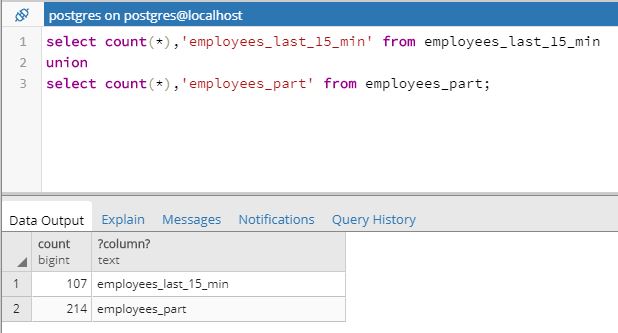 postgres on postgres@localhost
1 select count(*),'employees_last_15_min' from employees_last_15_min
2 union
3 select count(*),'employees_part' from employees_part;
Data Output Explain Messages Notifications Query History
count ?column?
bigint text
1 107 employees_last_15_min
2 214 employees_part